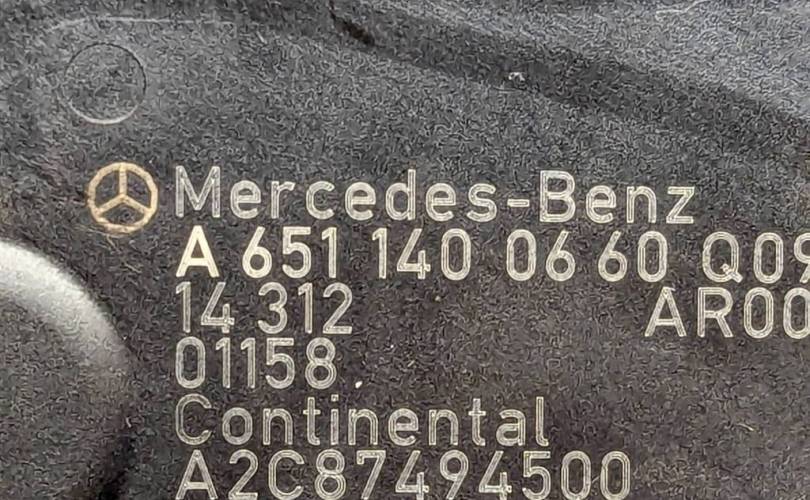 Mercedes-Benz
A 651 140 06 60 Q09
14 312 AR00
01158
Continental
A2C87494500